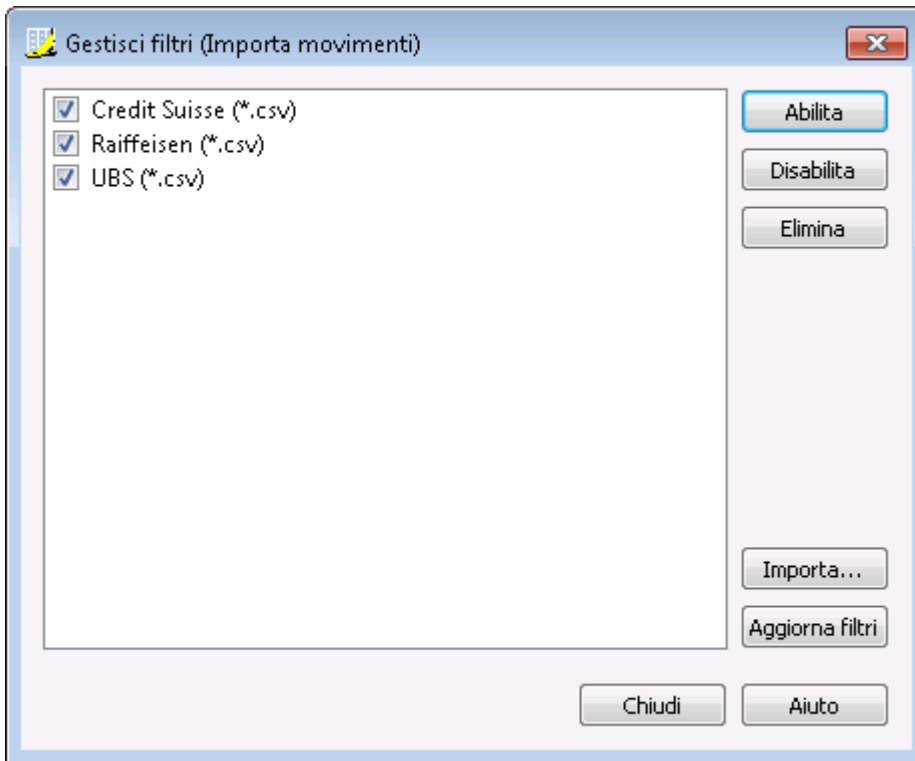 Gestisci filtri (Importa movimenti)
Credit Suisse (*.csv)
Raiffeisen (*.csv)
UBS (*.csv)
Abilita
Disabilita
Elimina
Importa...
Aggiorna filtri
Chiudi
Aiuto